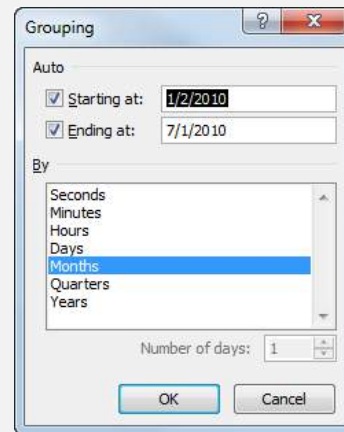 Grouping
Auto
Starting at: 1/2/2010
Ending at: 7/1/2010
By
Seconds
Minutes
Hours
Days
Months
Quarters
Years
Number of days: 1
OK Cancel